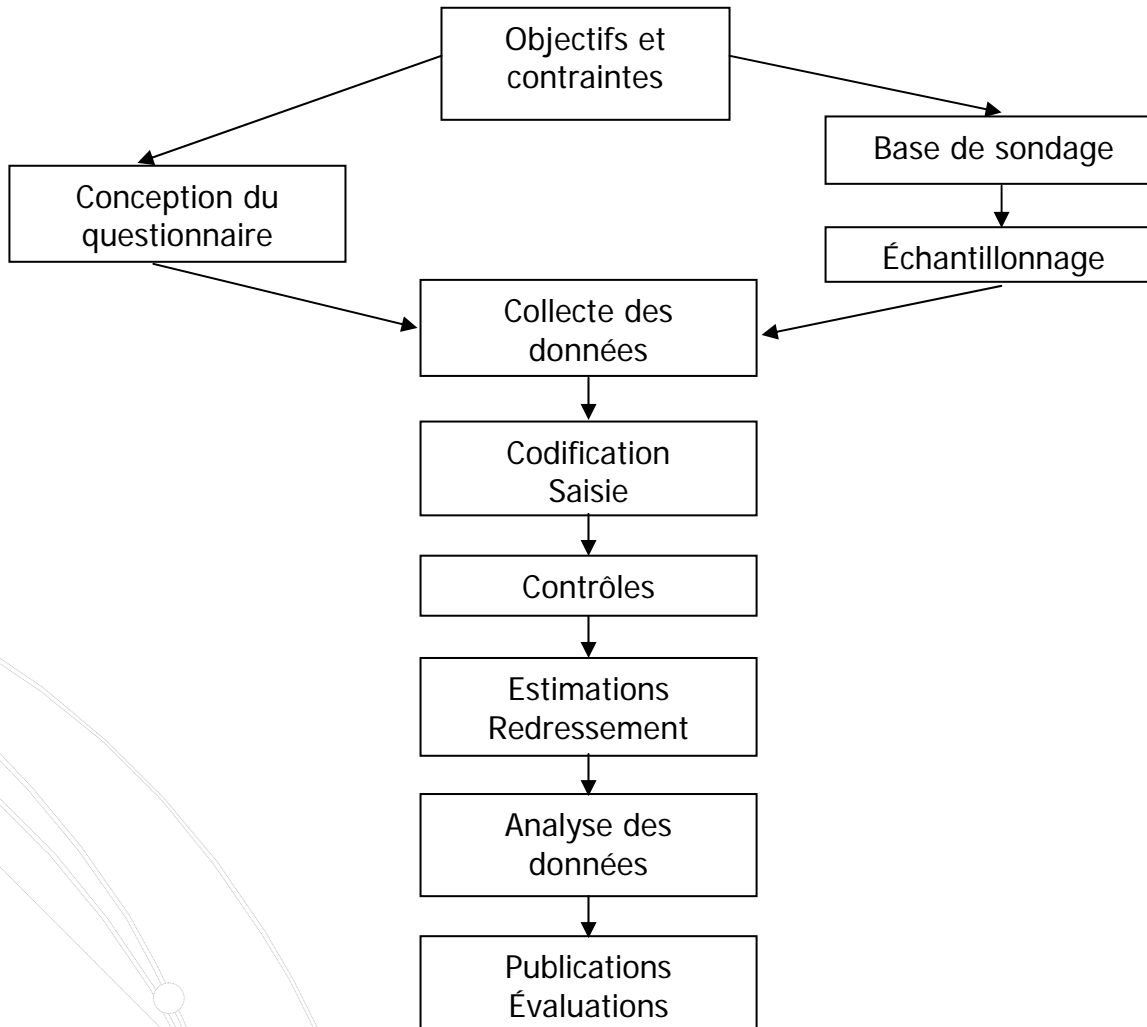 Objectifs et
contraintes
Base de sondage
Conception du
questionnaire
Échantillonnage
Collecte des
données
Codification
Saisie
Contrôles
Estimations
Redressement
Analyse des
données
Publications
Évaluations